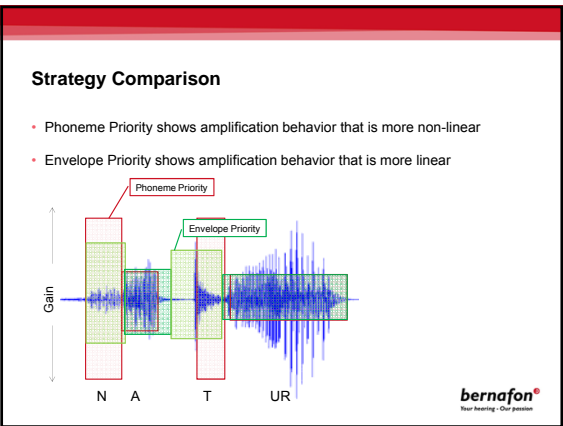 Strategy Comparison
• Phoneme Priority shows amplification behavior that is more non-linear
• Envelope Priority shows amplification behavior that is more linear
Phoneme Priority
Envelope Priority
Gain
N A T UR
bernafon®
Your hearing - Our passion